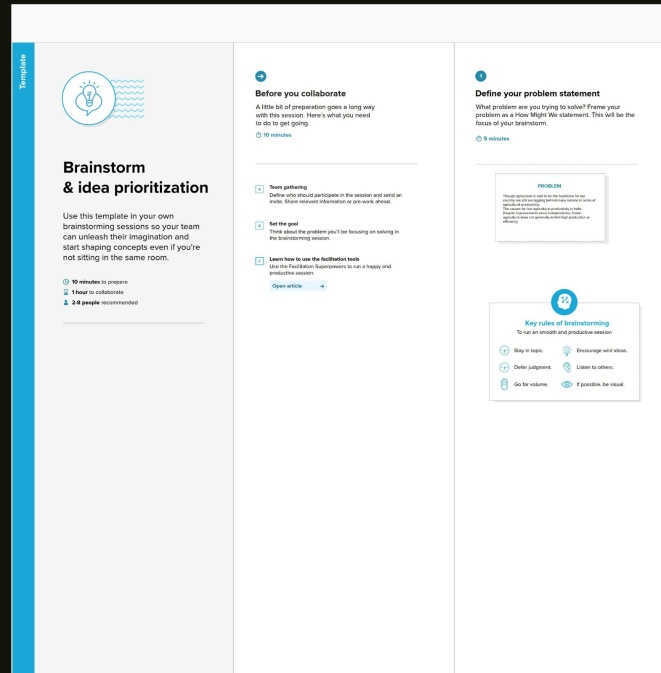 Template
Brainstorm
& idea prioritization
Use this template in your own
brainstorming sessions so your team
can unleash their imagination and
start shaping concepts even if you're
not sitting in the same room.
10 minutes to prepare
1 hour to collaborate
2-8 people recommended
Before you collaborate
A little bit of preparation goes a long way
with this session. Here's what you need
to do to get going.
10 minutes
A
Team gathering
Define who should participate in the session and send an
invite. Share relevant information or pre-work ahead.
B
Set the goal
Think about the problem you'll be focusing on solving in
the brainstorming session.
C
Learn how to use the facilitation tools
Use the Facilitation Superpowers to run a happy and
productive session.
Open article
1
Define your problem statement
What problem are you trying to solve? Frame your
problem as a How Might We statement. This will be the
focus of your brainstorm.
5 minutes
PROBLEM
Though agriculture is said to be the backbone for our
country, we still are lagging behind many nations in terms of
agricultural productivity.
The causes for low agricultural productivity in India
Despite improvements since independence, Indian
agriculture does not generally exhibit high production or
efficiency.
Key rules of brainstorming
To run an smooth and productive session
Stay in topic.
Encourage wild ideas.
Defer judgment.
Listen to others.
Go for volume.
If possible, be visual.